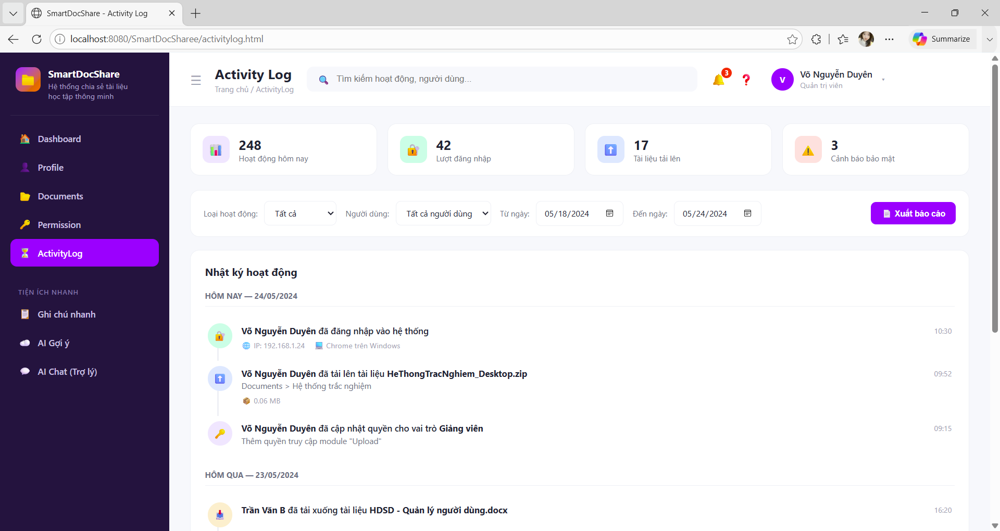 SmartDocShare - Activity Log
localhost:8080/SmartDocSharee/activitylog.html
Summarize
SmartDocShare
Hệ thống chia sẻ tài liệu
học tập thông minh
Dashboard
Profile
Documents
Permission
ActivityLog
TIỆN ÍCH NHANH
Ghi chú nhanh
AI Gợi ý
AI Chat (Trợ lý)
Activity Log
Trang chủ / ActivityLog
Tìm kiếm hoạt động, người dùng...
3
V
Võ Nguyễn Duyên
Quản trị viên
248
Hoạt động hôm nay
42
Lượt đăng nhập
17
Tài liệu tải lên
3
Cảnh báo bảo mật
Loại hoạt động: Tất cả Người dùng: Tất cả người dùng Từ ngày: 05/18/2024 Đến ngày: 05/24/2024 Xuất báo cáo
Nhật ký hoạt động
HÔM NAY — 24/05/2024
Võ Nguyễn Duyên đã đăng nhập vào hệ thống 10:30
IP: 192.168.1.24 Chrome trên Windows
Võ Nguyễn Duyên đã tải lên tài liệu HeThongTracNghiem_Desktop.zip 09:52
Documents > Hệ thống trắc nghiệm
0.06 MB
Võ Nguyễn Duyên đã cập nhật quyền cho vai trò Giảng viên 09:15
Thêm quyền truy cập module "Upload"
HÔM QUA — 23/05/2024
Trần Văn B đã tải xuống tài liệu HDSD - Quản lý người dùng.docx 16:20